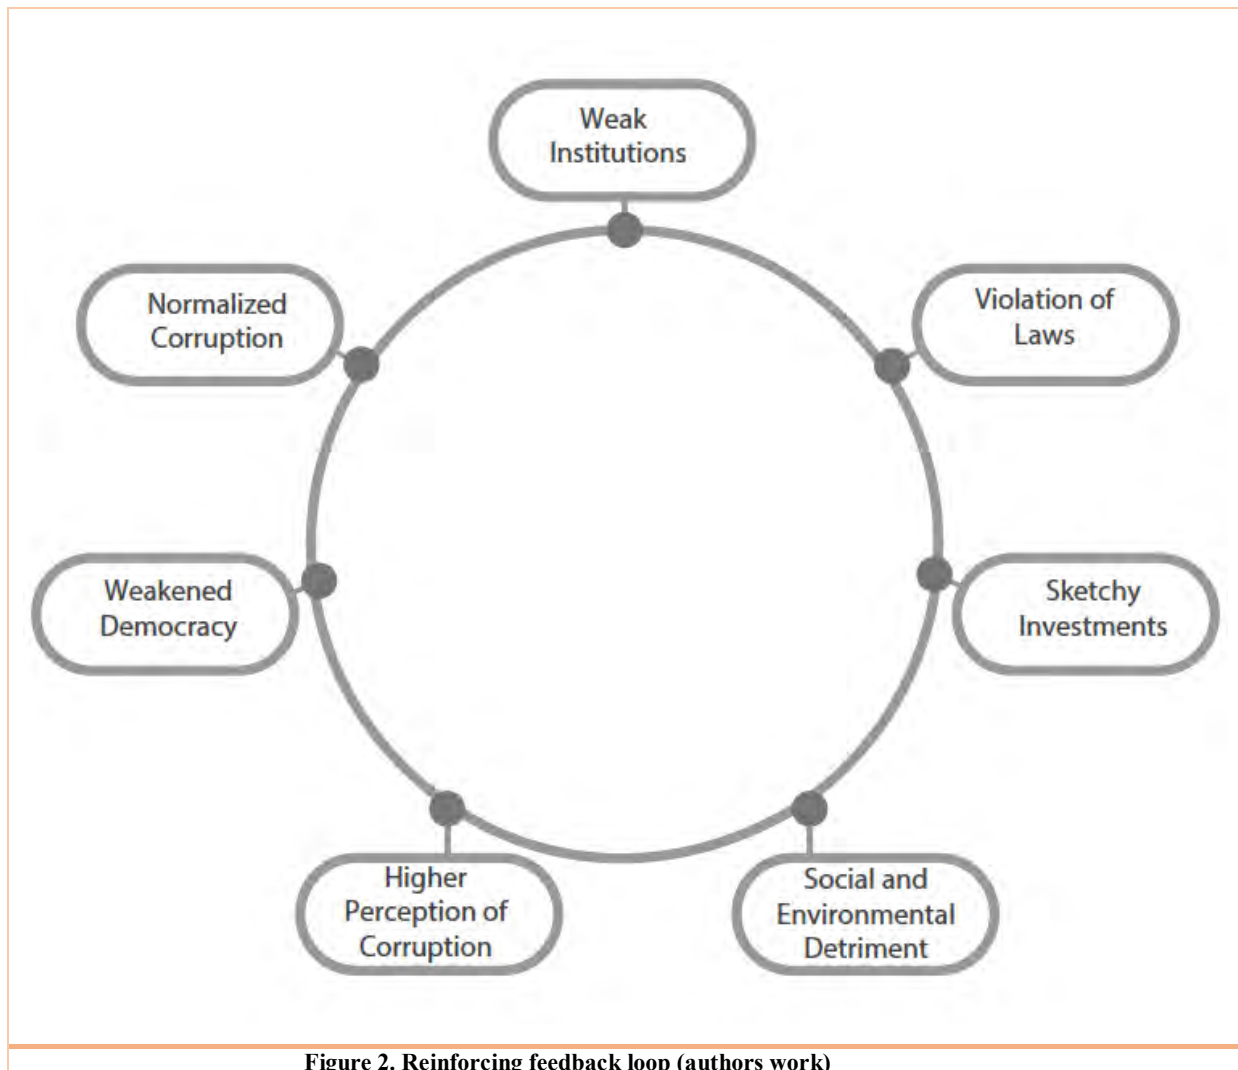 Weak
Institutions
Normalized
Corruption
Violation of
Laws
Weakened
Democracy
Sketchy
Investments
Higher
Perception of
Corruption
Social and
Environmental
Detriment
Figure 2. Reinforcing feedback loop (authors work)